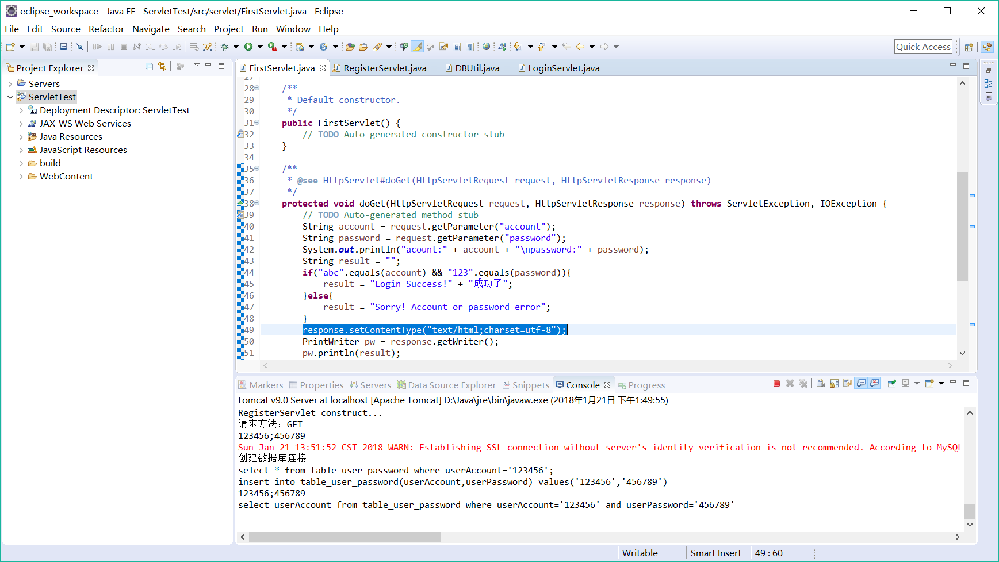 eclipse_workspace - Java EE - ServletTest/src/servlet/FirstServlet.java - Eclipse
File Edit Source Refactor Navigate Search Project Run Window Help
Quick Access
Project Explorer
Servers
ServletTest
Deployment Descriptor: ServletTest
JAX-WS Web Services
Java Resources
JavaScript Resources
build
WebContent
FirstServlet.java RegisterServlet.java DBUtil.java LoginServlet.java
27
28 /**
29 * Default constructor.
30 */
31 public FirstServlet() {
32 // TODO Auto-generated constructor stub
33 }
34
35 /**
36 * @see HttpServlet#doGet(HttpServletRequest request, HttpServletResponse response)
37 */
38 protected void doGet(HttpServletRequest request, HttpServletResponse response) throws ServletException, IOException {
39 // TODO Auto-generated method stub
40 String account = request.getParameter("account");
41 String password = request.getParameter("password");
42 System.out.println("acount:" + account + "\npassword:" + password);
43 String result = "";
44 if("abc".equals(account) && "123".equals(password)){
45 result = "Login Success!" + "成功了";
46 }else{
47 result = "Sorry! Account or password error";
48 }
49 response.setContentType("text/html;charset=utf-8");
50 PrintWriter pw = response.getWriter();
51 pw.println(result);
Markers Properties Servers Data Source Explorer Snippets Console Progress
Tomcat v9.0 Server at localhost [Apache Tomcat] D:\Java\jre\bin\javaw.exe (2018年1月21日 下午1:49:55)
RegisterServlet construct...
请求方法：GET
123456;456789
Sun Jan 21 13:51:52 CST 2018 WARN: Establishing SSL connection without server's identity verification is not recommended. According to MySQL
创建数据库连接
select * from table_user_password where userAccount='123456';
insert into table_user_password(userAccount,userPassword) values('123456','456789')
123456;456789
select userAccount from table_user_password where userAccount='123456' and userPassword='456789'
Writable Smart Insert 49 : 60